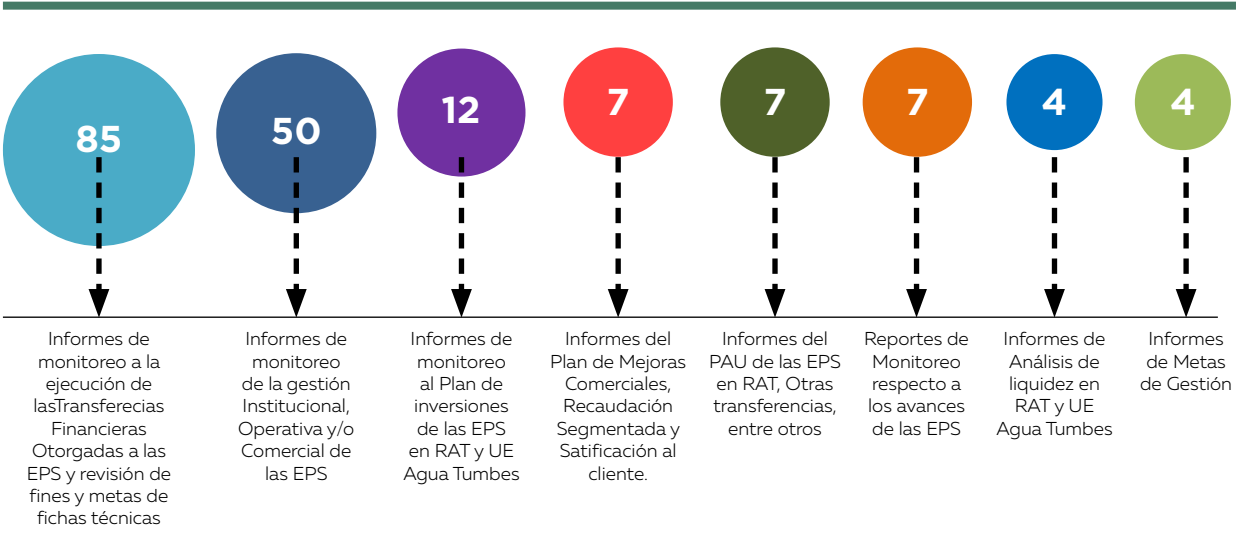 85
50
12
7
7
7
4
4
Informes de
monitoreo a la
ejecución de
lasTransferecias
Financieras
Otorgadas a las
EPS y revisión de
fines y metas de
fichas técnicas
Informes de
monitoreo
de la gestión
Institucional,
Operativa y/o
Comercial de
las EPS
Informes de
monitoreo
al Plan de
inversiones
de las EPS
en RAT y UE
Agua Tumbes
Informes del
Plan de Mejoras
Comerciales,
Recaudación
Segmentada y
Satificación al
cliente.
Informes del
PAU de las EPS
en RAT, Otras
transferencias,
entre otros
Reportes de
Monitoreo
respecto a
los avances
de las EPS
Informes de
Análisis de
liquidez en
RAT y UE
Agua Tumbes
Informes
de Metas
de Gestión